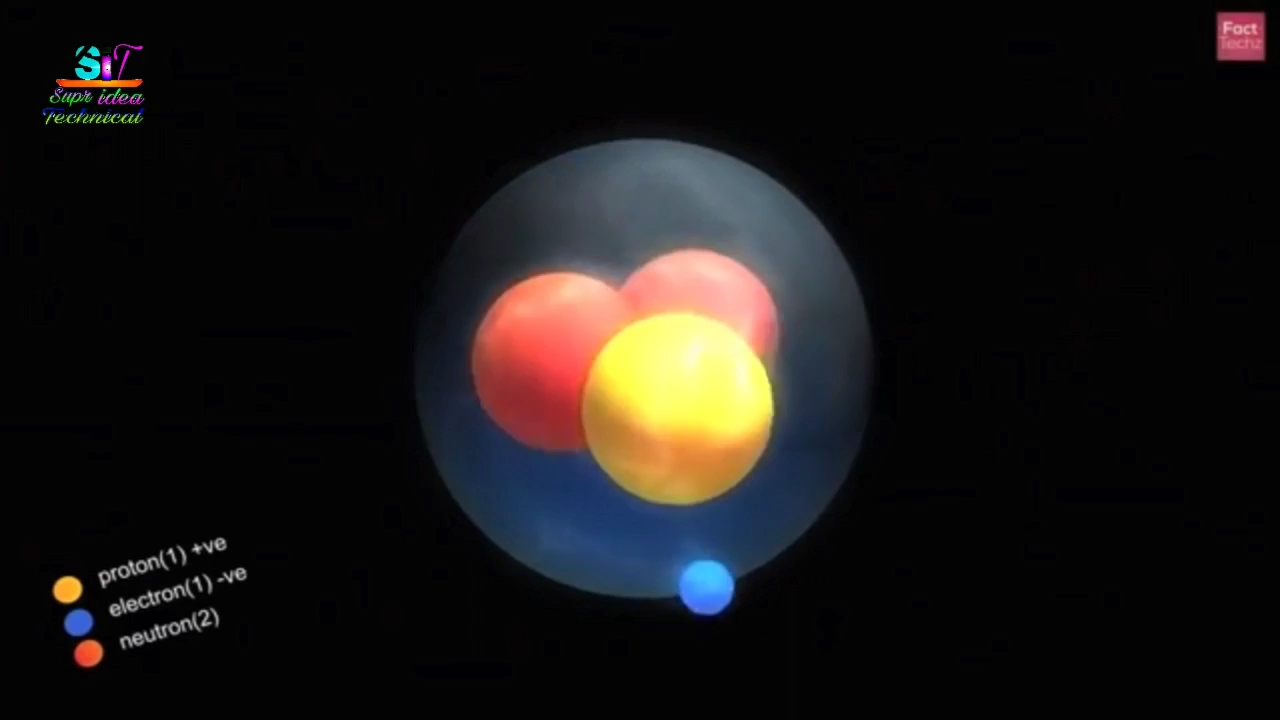 SiT
Supr idea
Technical
Fact
Techz
proton(1) +ve
electron(1) -ve
neutron(2)